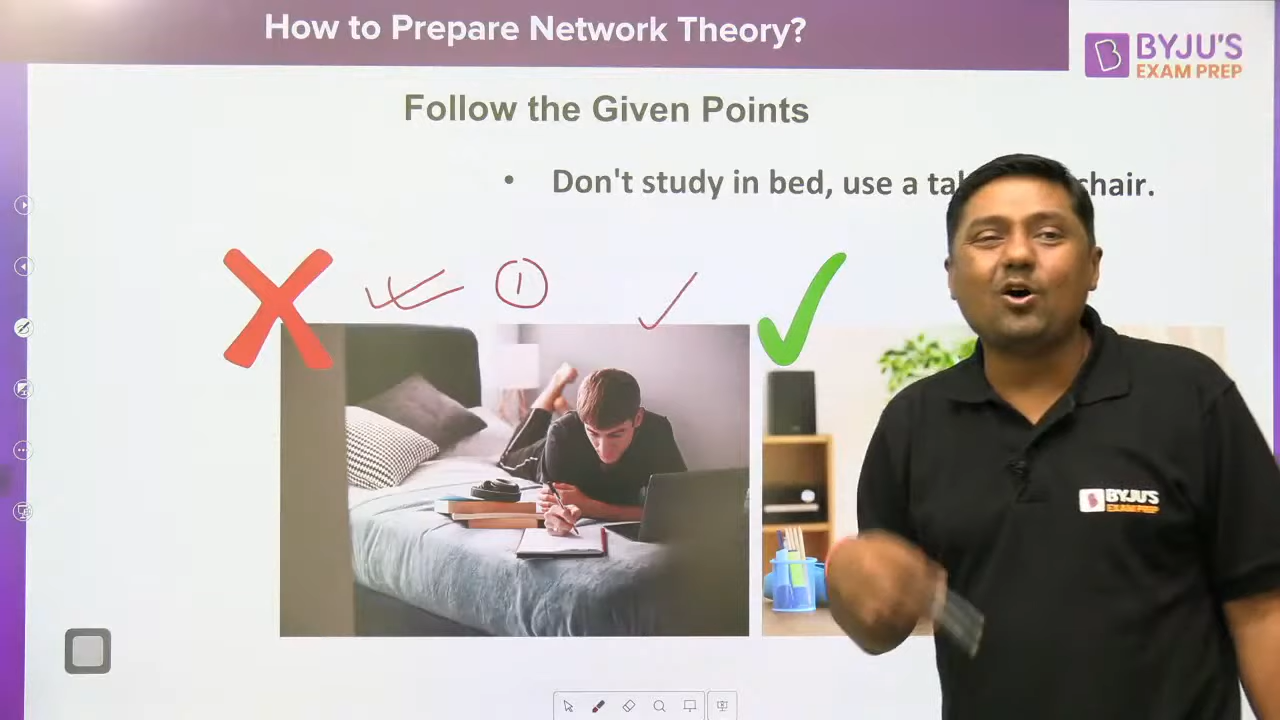 How to Prepare Network Theory?
BYJU'S
EXAM PREP
Follow the Given Points
• Don't study in bed, use a ta chair.
1
BYJU'S
EXAM PREP